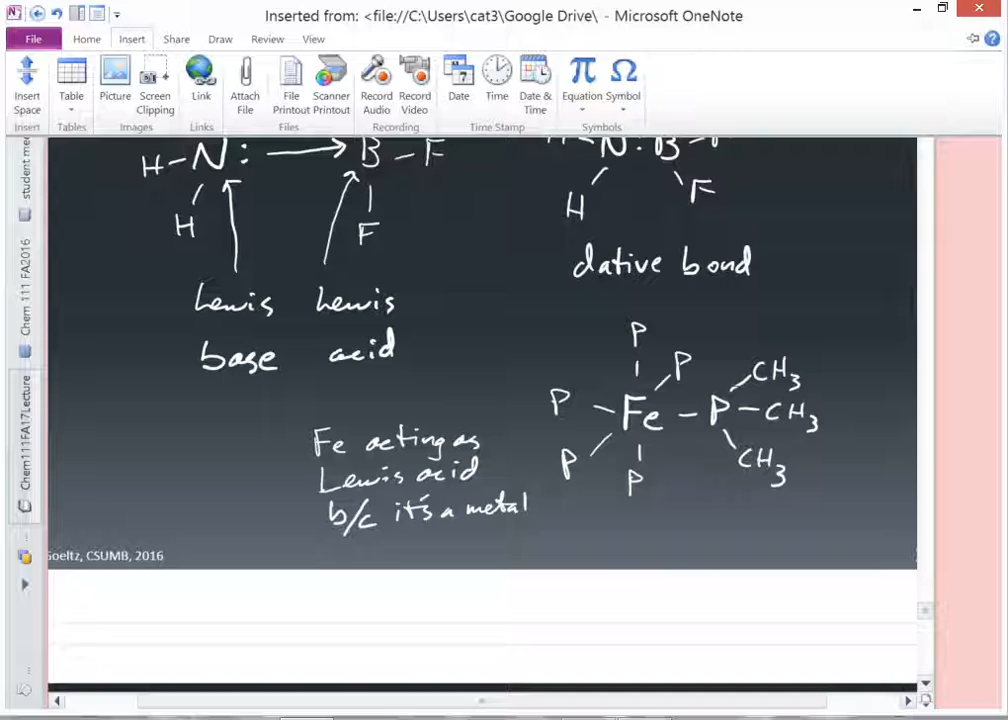 Inserted from: <file://C:\Users\cat3\Google Drive\ - Microsoft OneNote
File Home Insert Share Draw Review View
Insert Space
Table
Picture
Screen Clipping
Link
Attach File
File Printout
Scanner Printout
Record Audio
Record Video
Date
Time
Date & Time
Equation
Symbol
Insert Tables Images Links Files Recording Time Stamp Symbols
student me
Chem 111 FA2016
Chem111FA17Lecture
H-N: → B-F
H F
H-N:B-F
H F
Lewis base
Lewis acid
dative bond
P
P P CH3
P Fe - P - CH3
P P CH3
Fe acting as
Lewis acid
b/c it's a metal
Goeltz, CSUMB, 2016